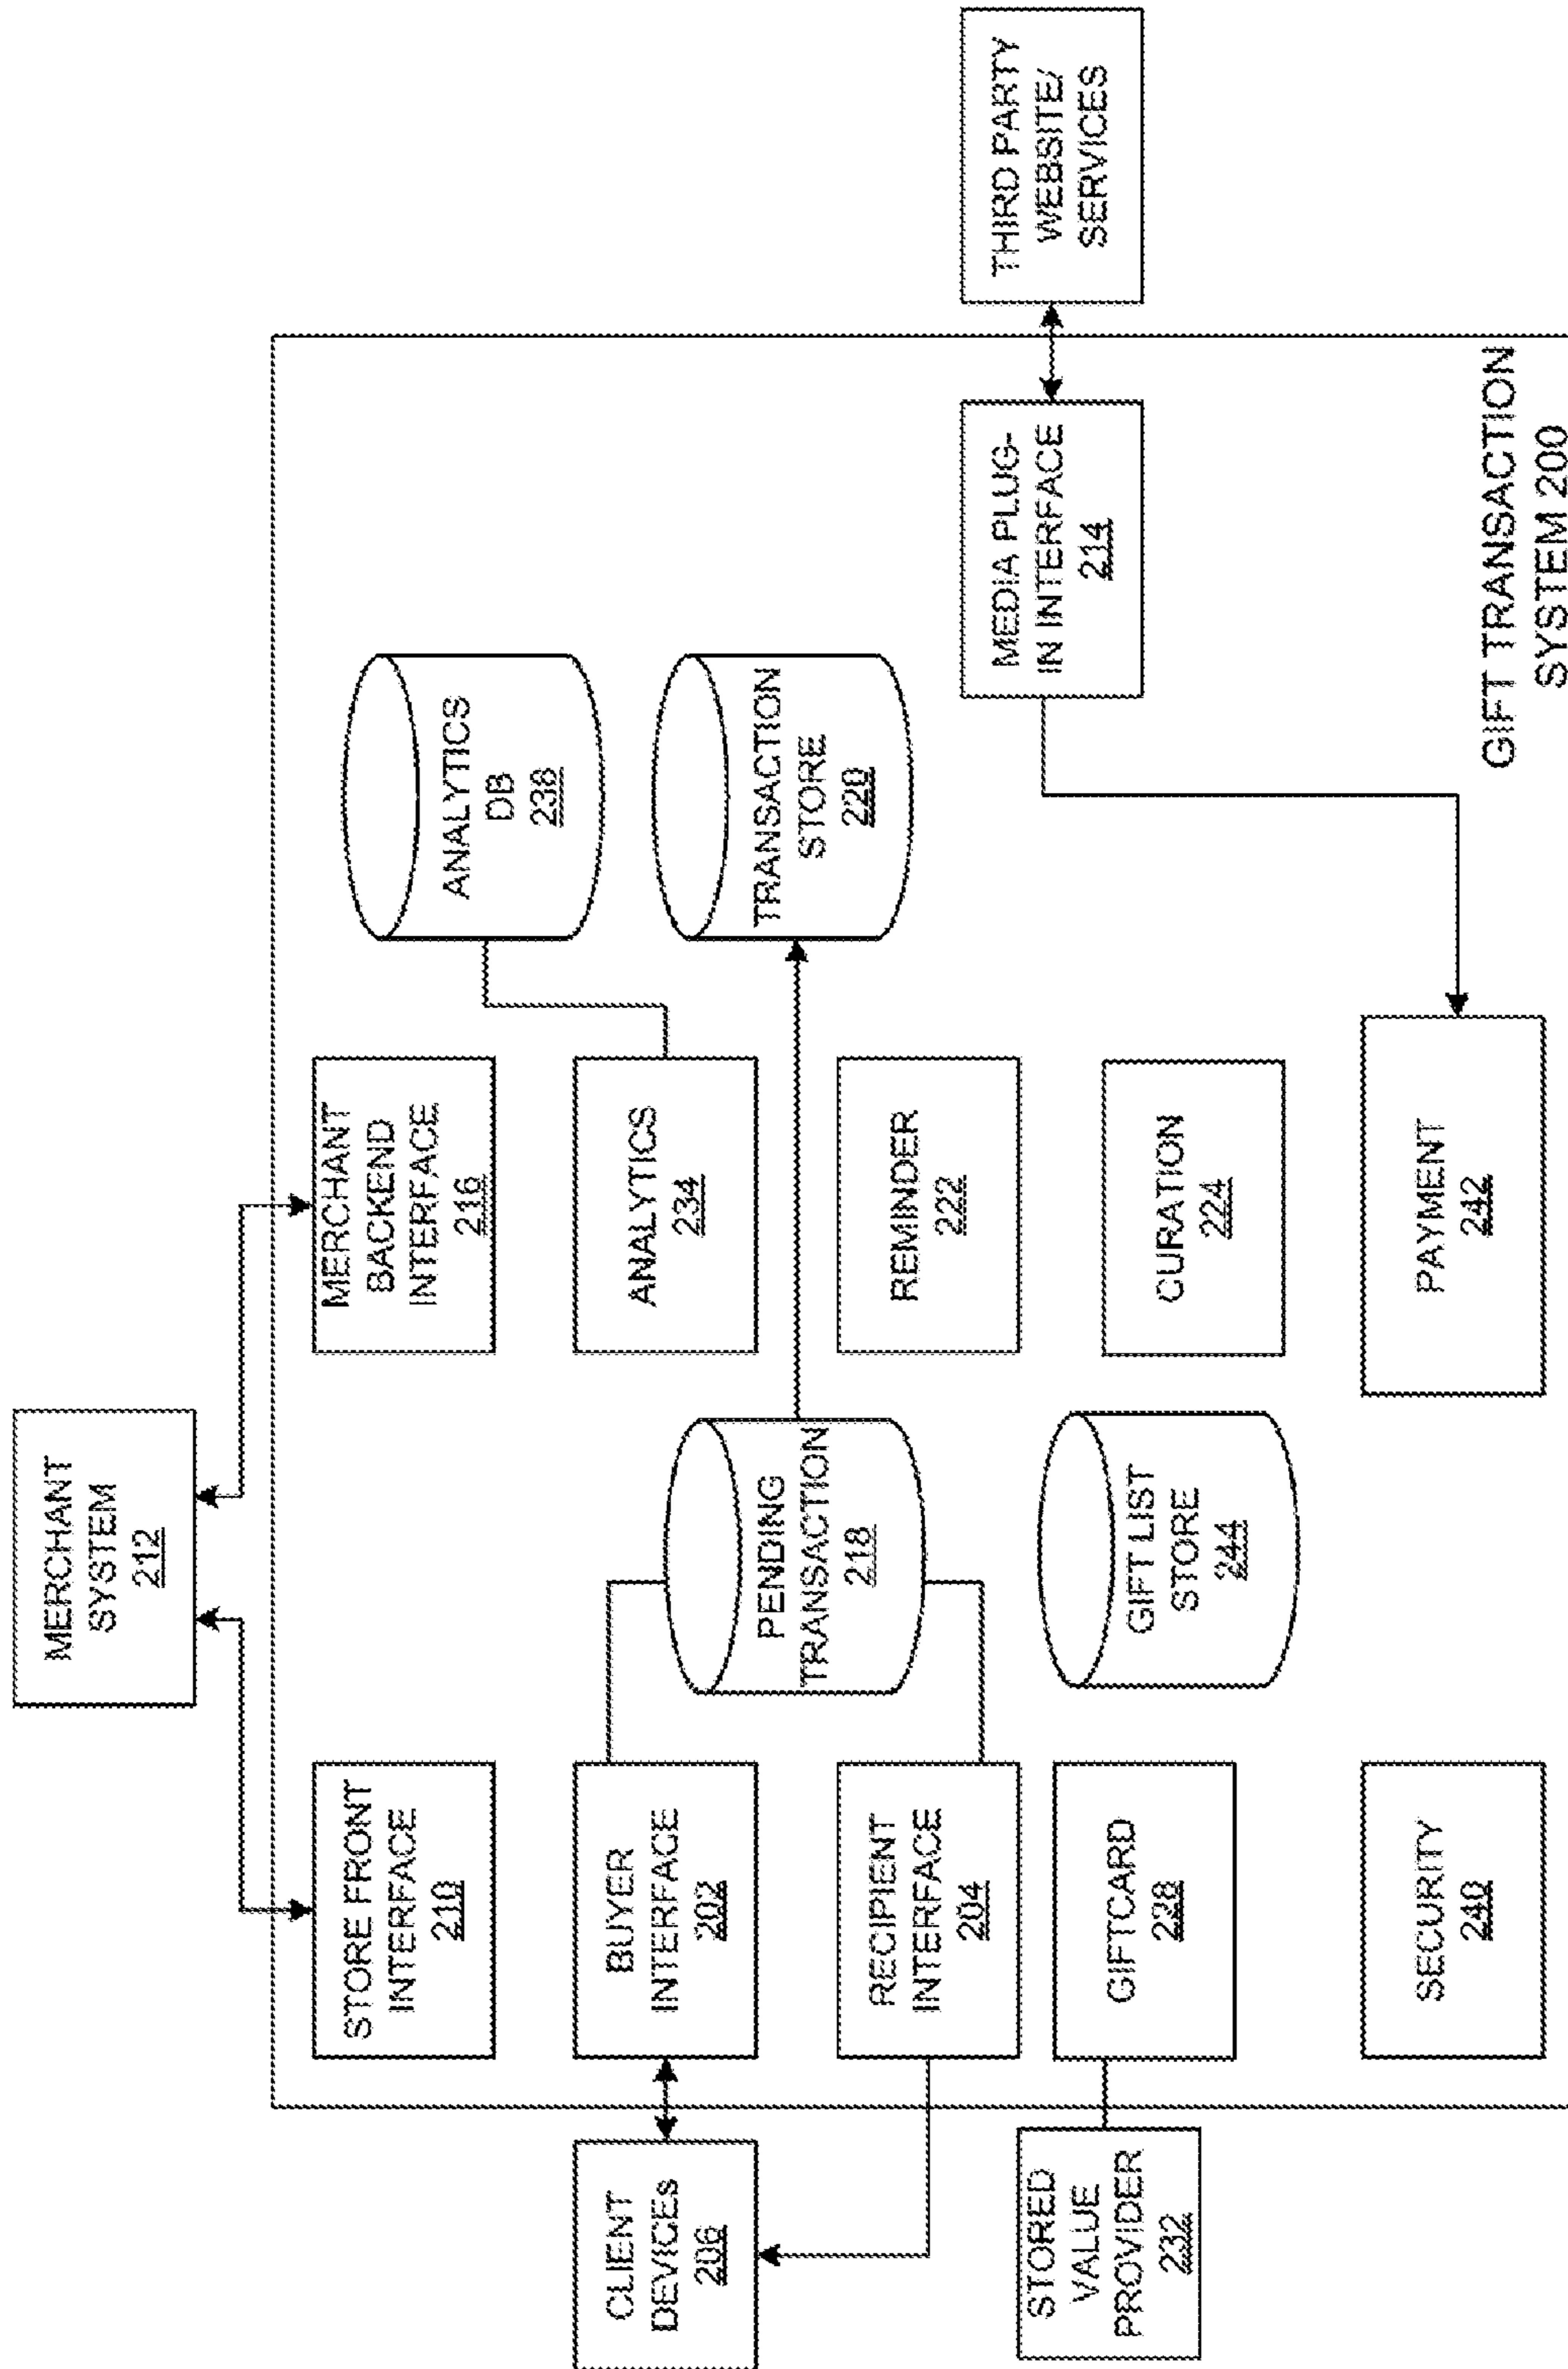 MERCHANT
SYSTEM
212
STORE FRONT
INTERFACE
210
MERCHANT
BACKEND
INTERFACE
216
CLIENT
DEVICEs
206
BUYER
INTERFACE
202
ANALYTICS
234
ANALYTICS
DB
238
PENDING
TRANSACTION
218
TRANSACTION
STORE
220
RECIPIENT
INTERFACE
204
REMINDER
222
STORED
VALUE
PROVIDER
232
GIFTCARD
228
GIFT LIST
STORE
244
CURATION
224
MEDIA PLUG-
IN INTERFACE
214
THIRD PARTY
WEBSITE/
SERVICES
SECURITY
240
PAYMENT
242
GIFT TRANSACTION
SYSTEM 200